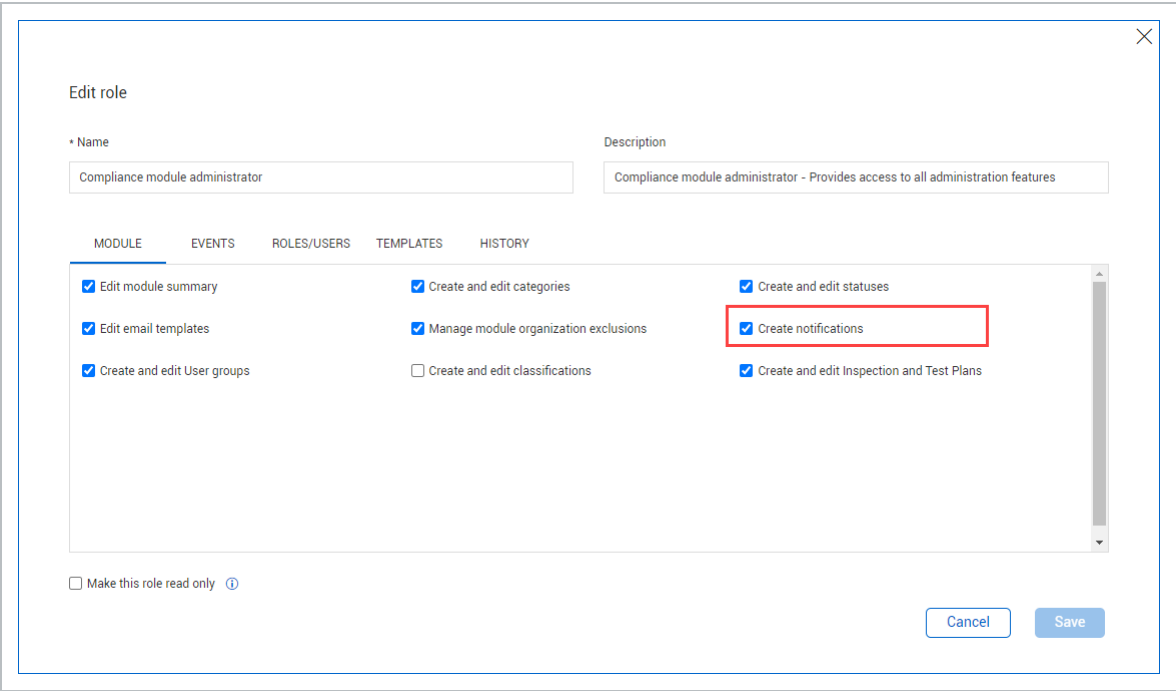 Edit role
* Name
Description
Compliance module administrator
Compliance module administrator - Provides access to all administration features
MODULE EVENTS ROLES/USERS TEMPLATES HISTORY
Edit module summary
Create and edit categories
Create and edit statuses
Edit email templates
Manage module organization exclusions
Create notifications
Create and edit User groups
Create and edit classifications
Create and edit Inspection and Test Plans
Make this role read only
Cancel
Save